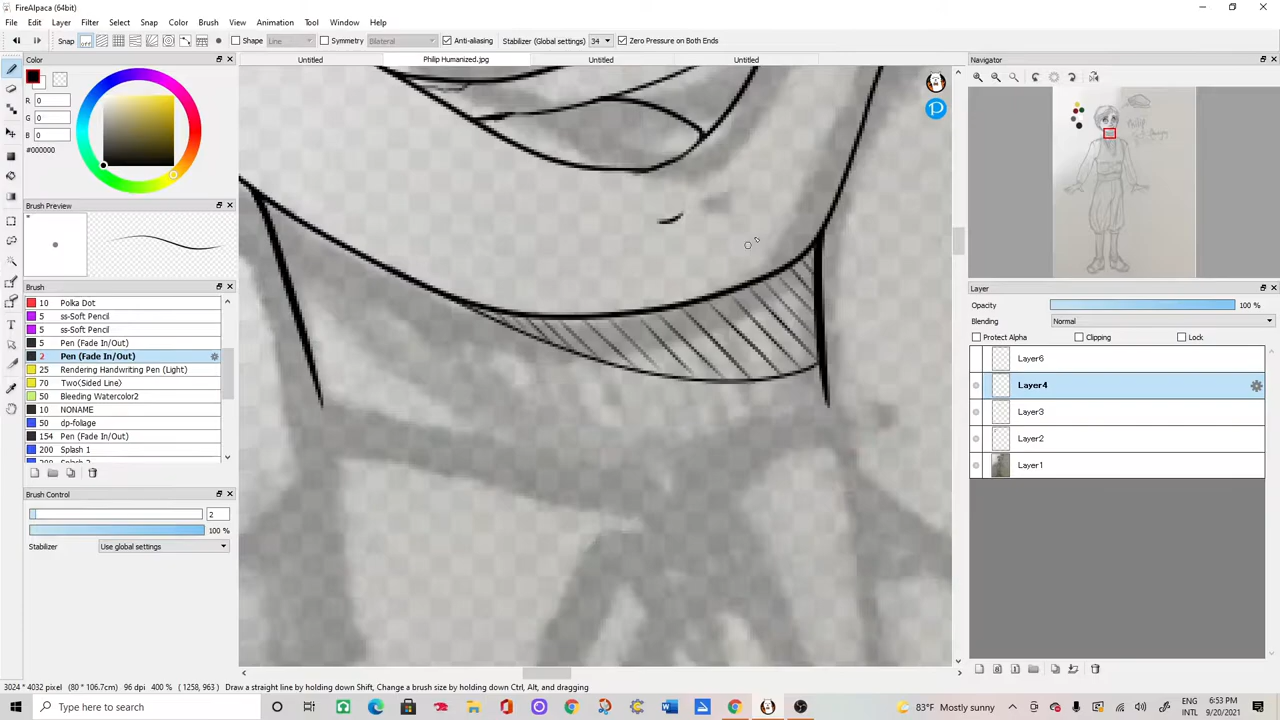 FireAlpaca (64bit)
File Edit Layer Filter Select Snap Color Brush View Animation Tool Window Help
Snap Shape Line Symmetry Bilateral Anti-aliasing Stabilizer (Global settings) 34 Zero Pressure on Both Ends
Untitled Philip Humanized.jpg Untitled Untitled
Color
R 0
G 0
B 0
#000000
Brush Preview
Brush
10 Polka Dot
5 ss-Soft Pencil
5 ss-Soft Pencil
5 Pen (Fade In/Out)
2 Pen (Fade In/Out)
25 Rendering Handwriting Pen (Light)
70 Two(Sided Line)
50 Bleeding Watercolor2
10 NONAME
50 dp-foliage
154 Pen (Fade In/Out)
200 Splash 1
Brush Control
2
100 %
Stabilizer Use global settings
Navigator
Layer
Opacity 100 %
Blending Normal
Protect Alpha Clipping Lock
Layer6
Layer4
Layer3
Layer2
Layer1
3024 * 4032 pixel (80 * 106.7cm) 96 dpi 400 % ( 1258, 963 ) Draw a straight line by holding down Shift, Change a brush size by holding down Ctrl, Alt, and dragging
Type here to search
83°F Mostly sunny
ENG
INTL
6:53 PM
9/20/2021